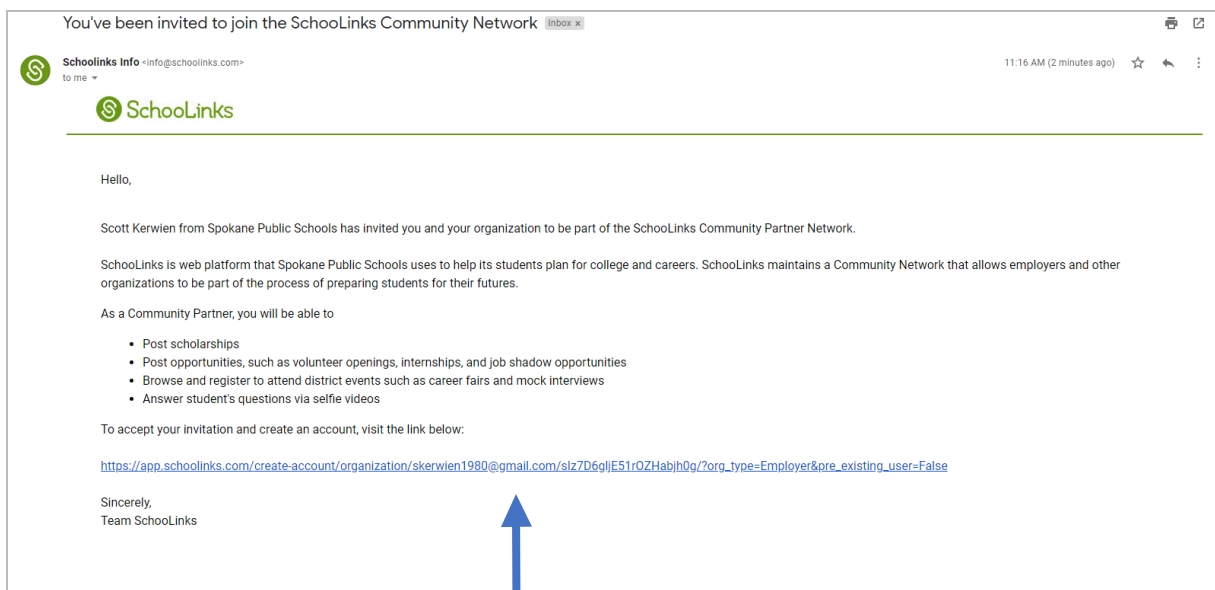 You've been invited to join the SchooLinks Community Network Inbox x
Schoolinks Info <info@schoolinks.com> 11:16 AM (2 minutes ago)
to me
SchooLinks
Hello,
Scott Kerwien from Spokane Public Schools has invited you and your organization to be part of the SchooLinks Community Partner Network.
SchooLinks is web platform that Spokane Public Schools uses to help its students plan for college and careers. SchooLinks maintains a Community Network that allows employers and other
organizations to be part of the process of preparing students for their futures.
As a Community Partner, you will be able to
• Post scholarships
• Post opportunities, such as volunteer openings, internships, and job shadow opportunities
• Browse and register to attend district events such as career fairs and mock interviews
• Answer student's questions via selfie videos
To accept your invitation and create an account, visit the link below:
https://app.schoolinks.com/create-account/organization/skerwien1980@gmail.com/slz7D6gljE51rOZHabjh0g/?org_type=Employer&pre_existing_user=False
Sincerely,
Team SchooLinks